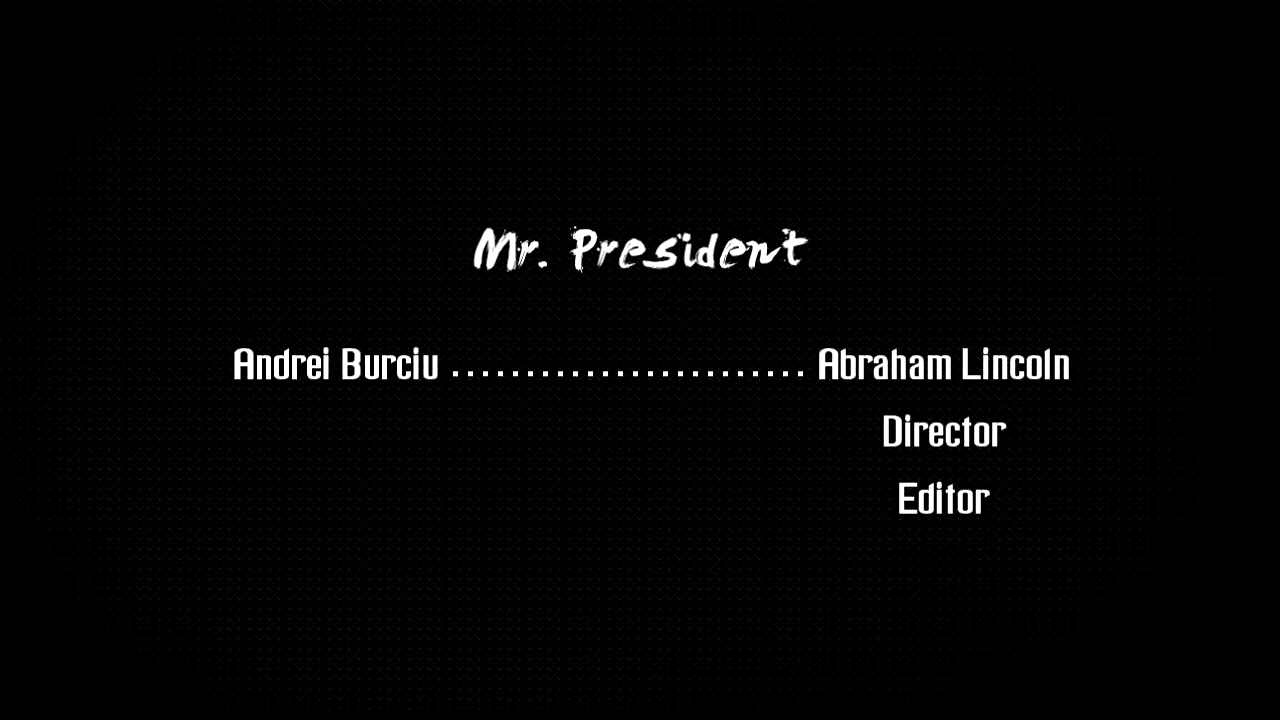 Mr. President
Andrei Burciu ........................ Abraham Lincoln
Director
Editor